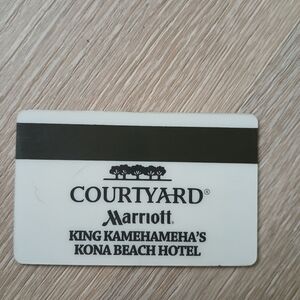 COURTYARD®
Marriott
KING KAMEHAMEHA'S
KONA BEACH HOTEL